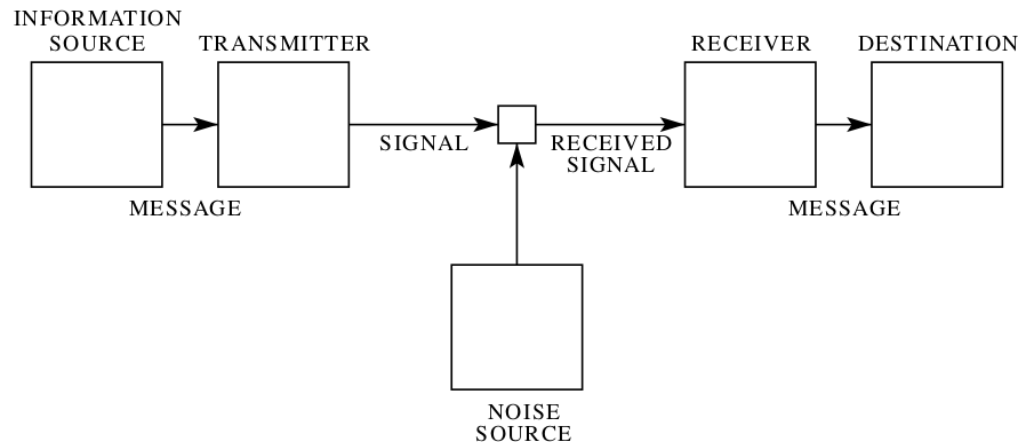 INFORMATION
SOURCE
TRANSMITTER
RECEIVER
DESTINATION
SIGNAL
RECEIVED
SIGNAL
MESSAGE
MESSAGE
NOISE
SOURCE